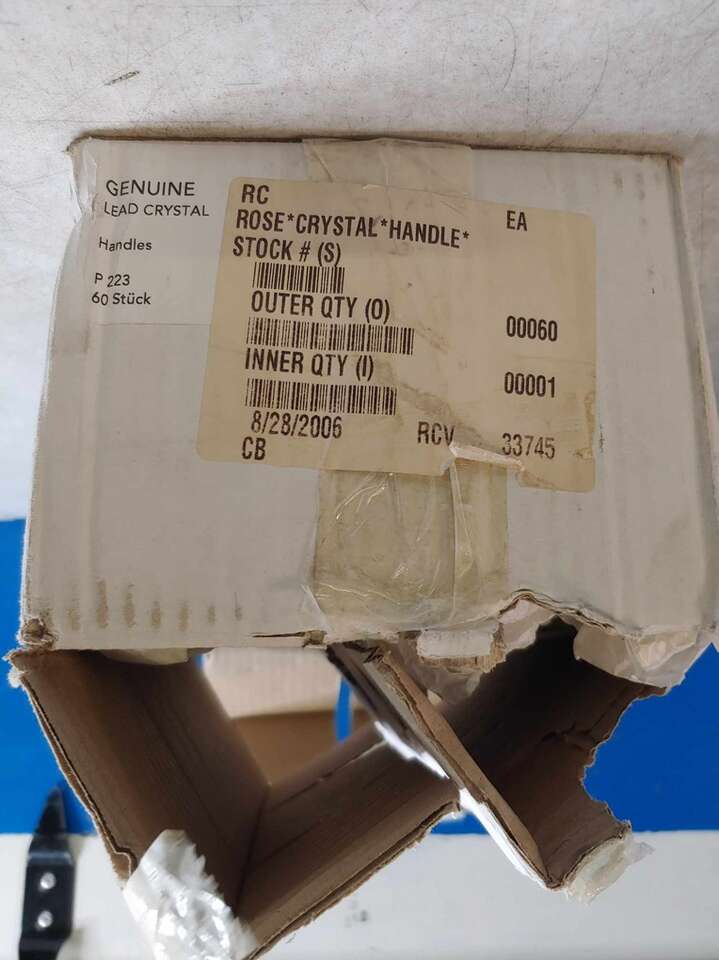 GENUINE
LEAD CRYSTAL
Handles
P 223
60 Stück
RC
EA
ROSE*CRYSTAL*HANDLE*
STOCK # (S)
OUTER QTY (O)
00060
INNER QTY (I)
00001
8/28/2006 RCV 33745
CB